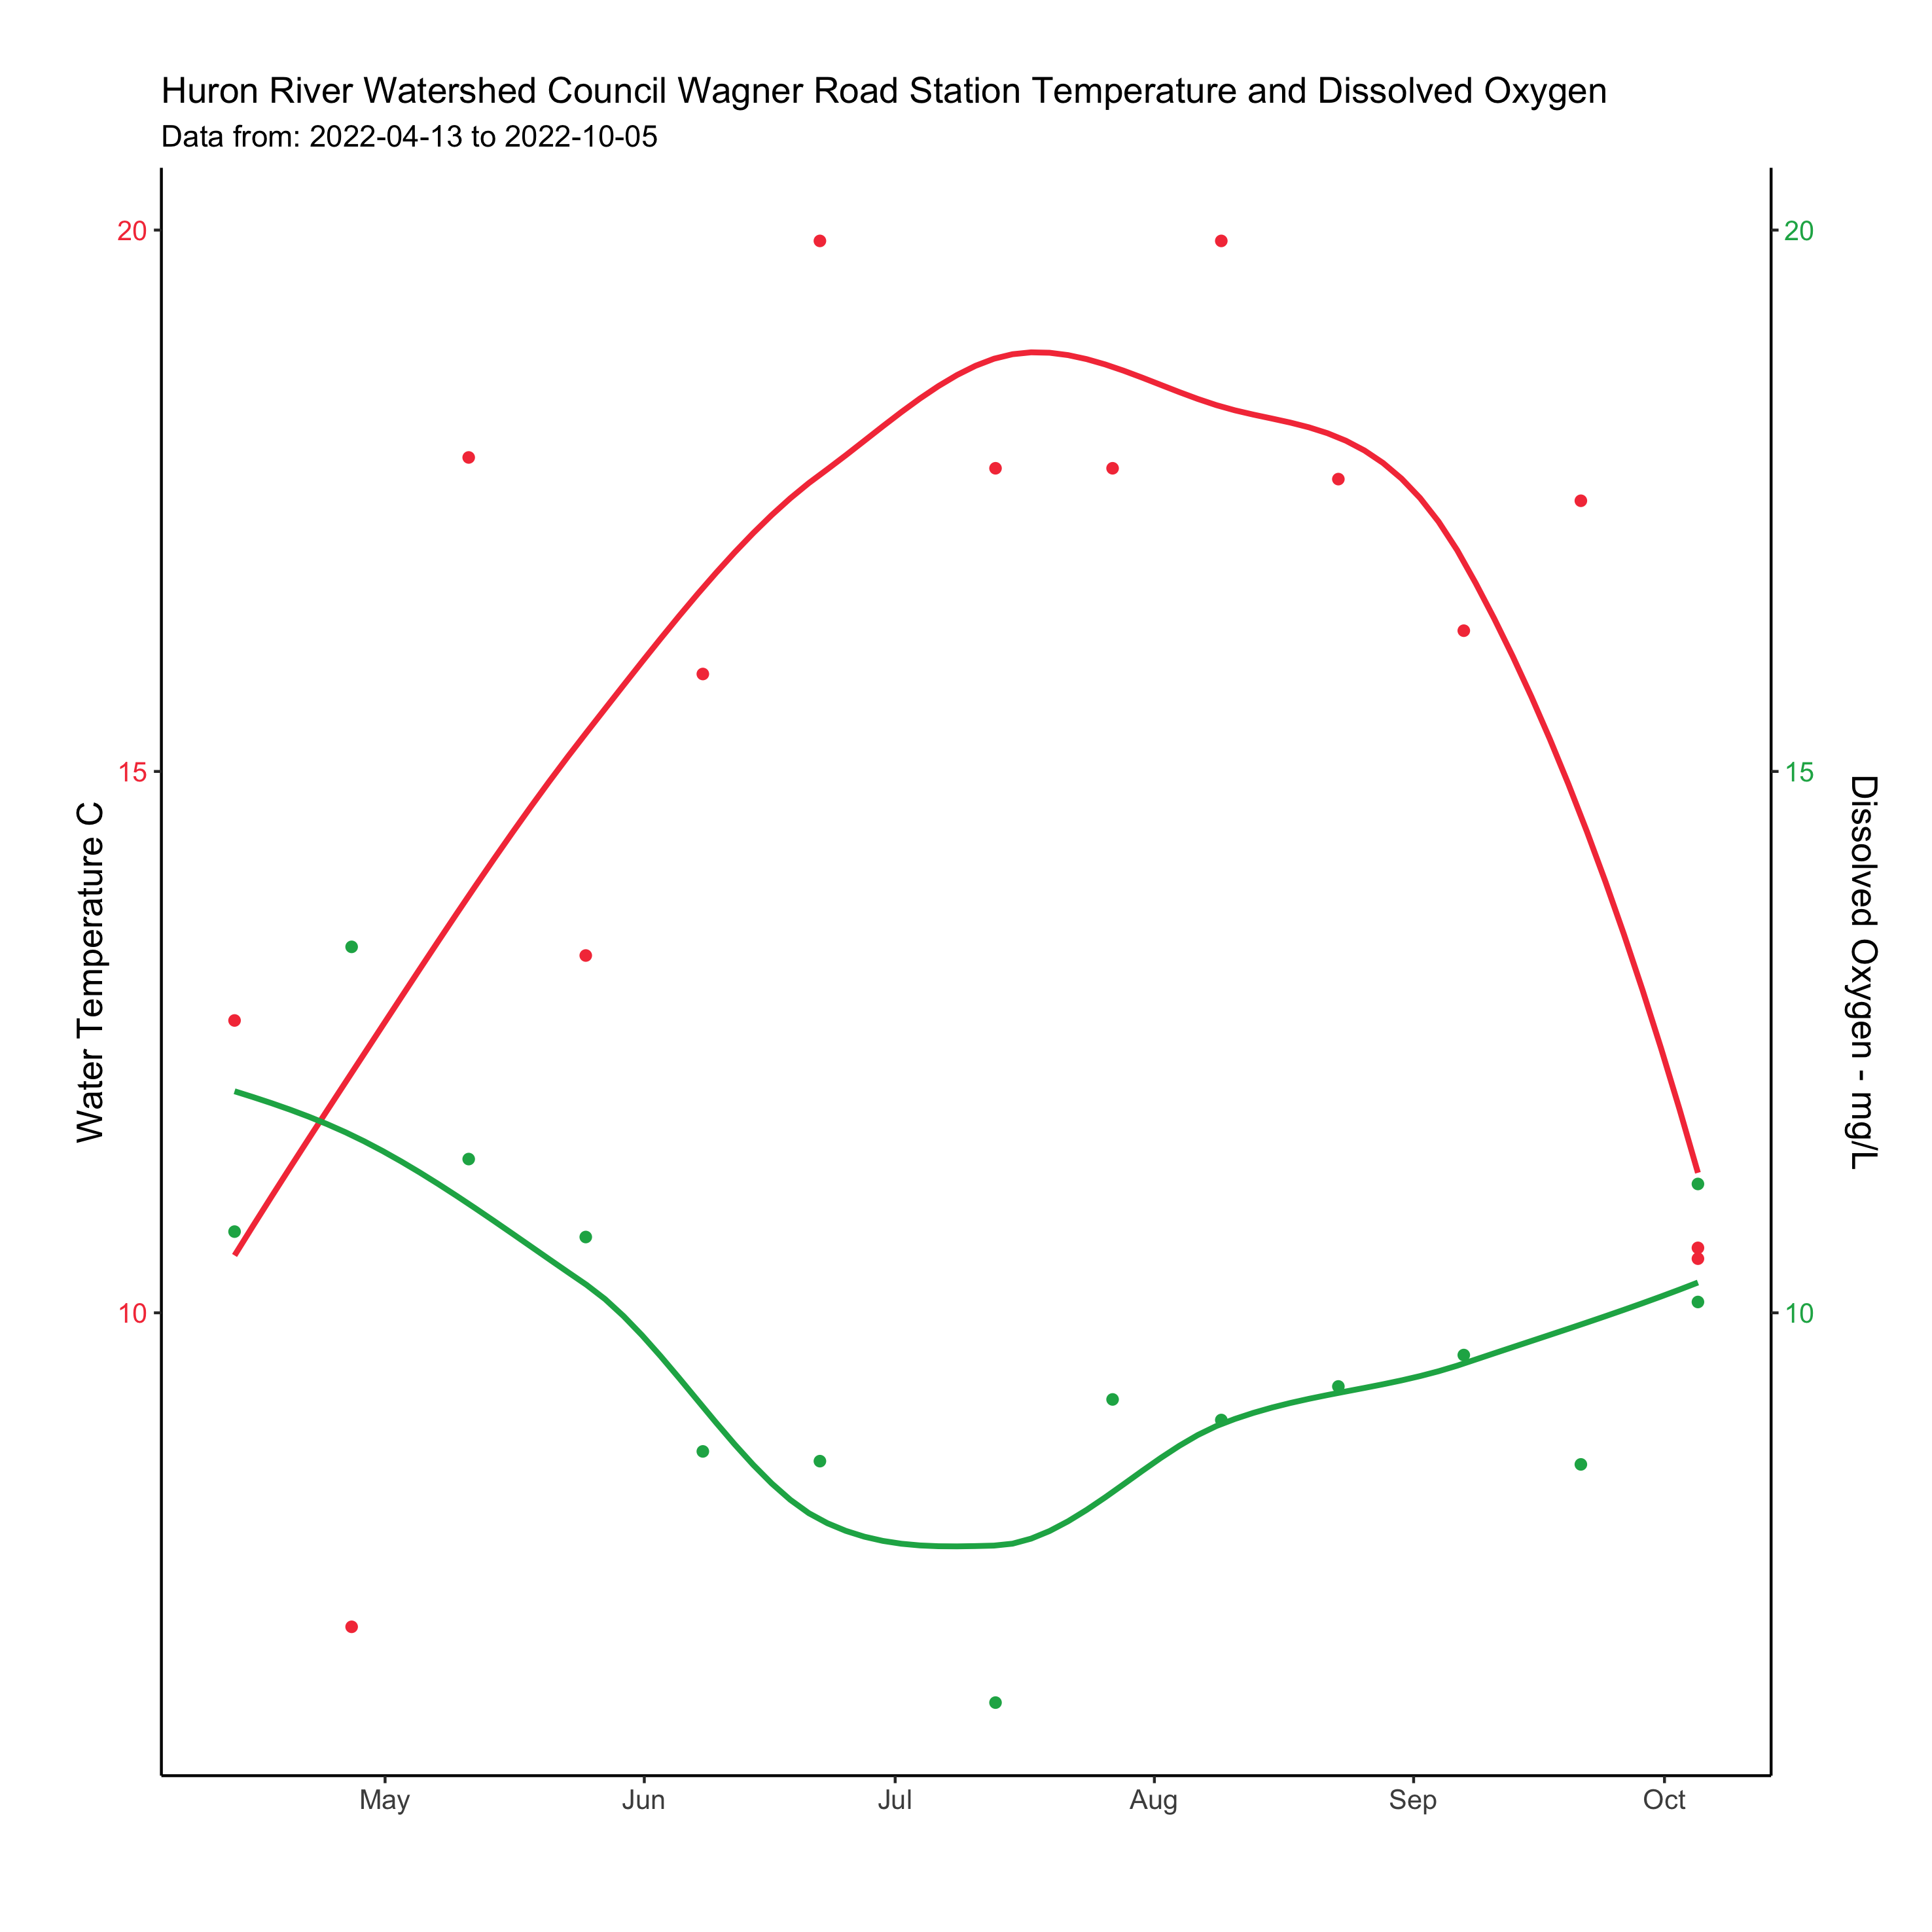 Huron River Watershed Council Wagner Road Station Temperature and Dissolved Oxygen
Data from: 2022-04-13 to 2022-10-05
20
15
10
Water Temperature C
20
15
10
Dissolved Oxygen - mg/L
May
Jun
Jul
Aug
Sep
Oct